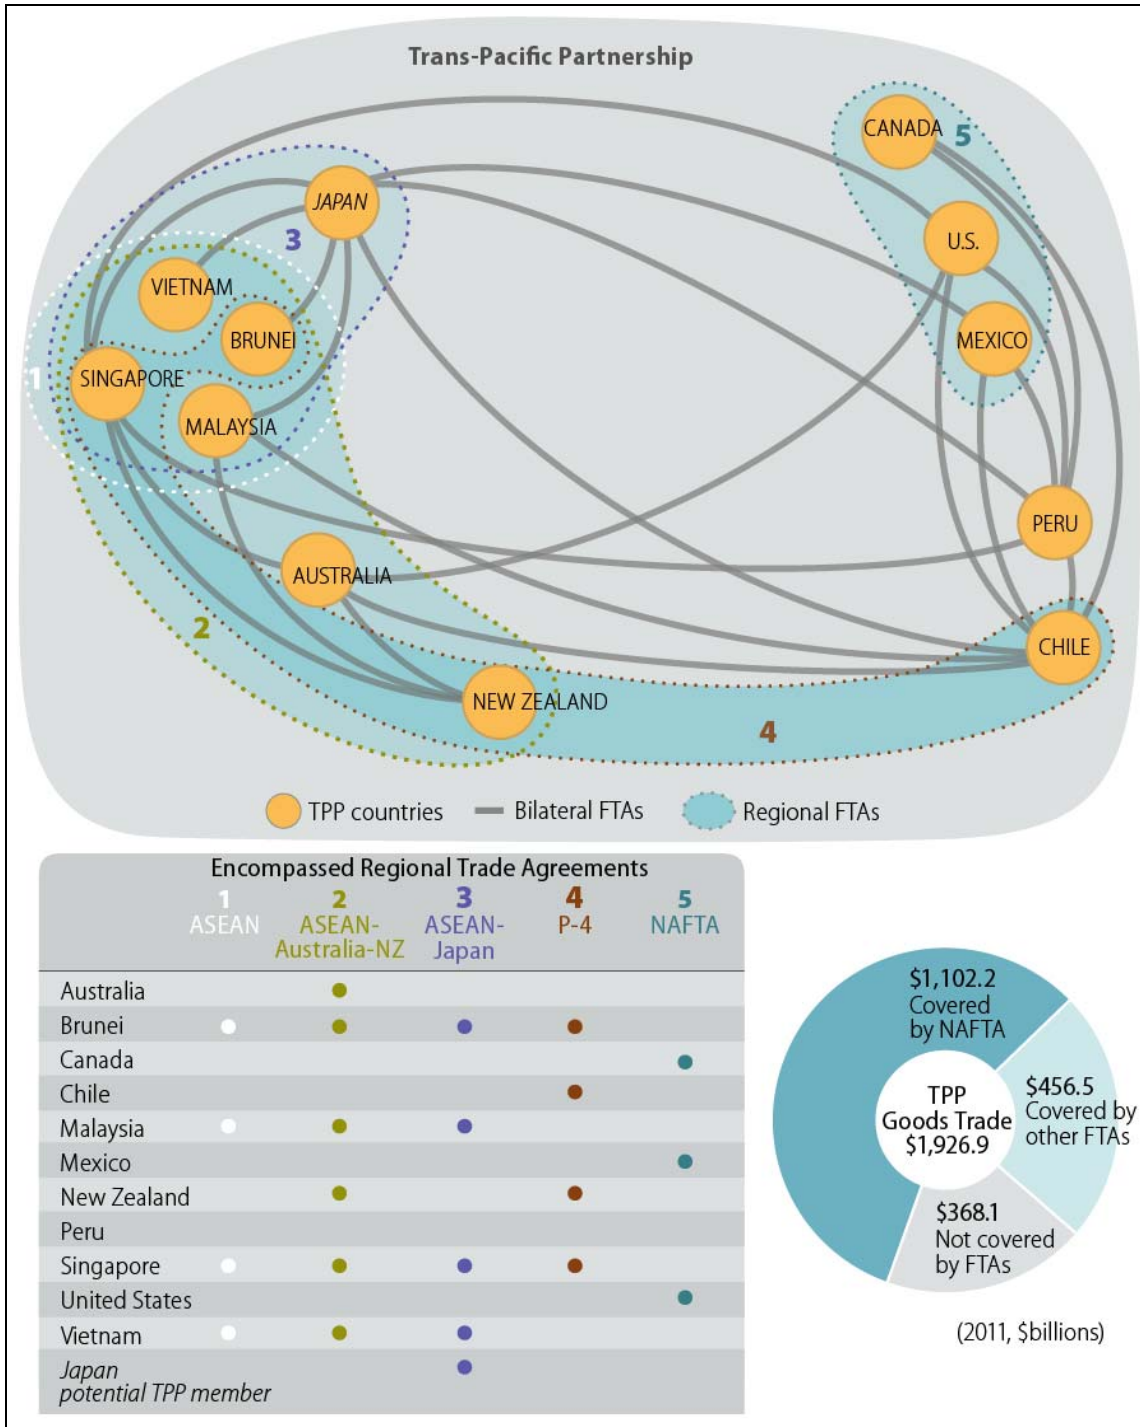 Trans-Pacific Partnership
CANADA
5
JAPAN
U.S.
3
VIETNAM
BRUNEI
MEXICO
1
SINGAPORE
MALAYSIA
PERU
AUSTRALIA
2
CHILE
NEW ZEALAND
4
TPP countries
Bilateral FTAs
Regional FTAs
Encompassed Regional Trade Agreements
1 2 3 4 5
ASEAN ASEAN- ASEAN- P-4 NAFTA
Australia-NZ Japan
Australia
Brunei
Canada
Chile
Malaysia
Mexico
New Zealand
Peru
Singapore
United States
Vietnam
Japan
potential TPP member
$1,102.2
Covered
by NAFTA
$456.5
Covered by
other FTAs
TPP
Goods Trade
$1,926.9
$368.1
Not covered
by FTAs
(2011, $billions)